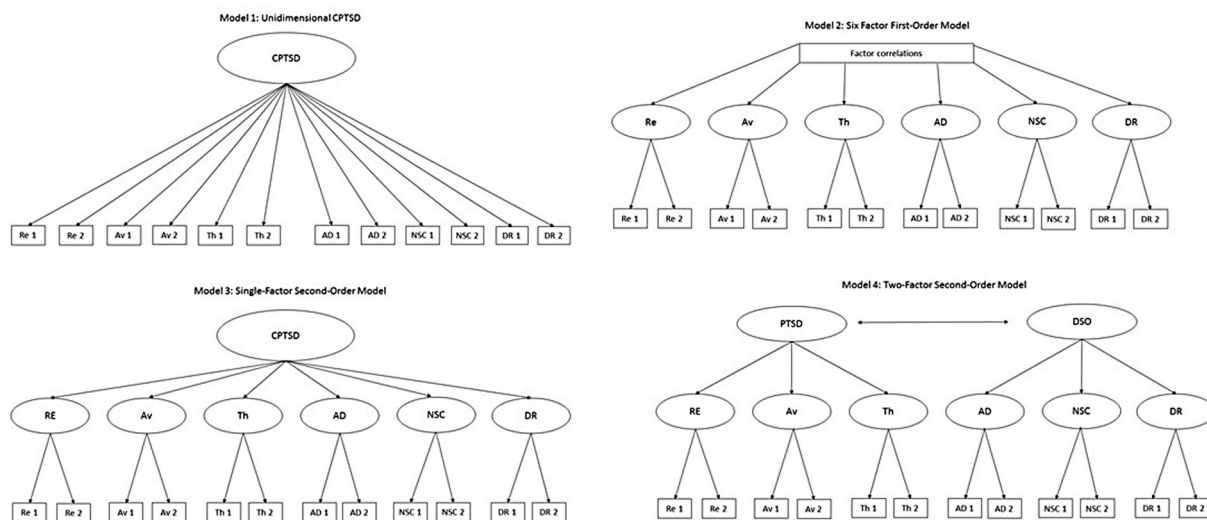 Model 1: Unidimensional CPTSD
CPTSD
Re 1 Re 2 Av 1 Av 2 Th 1 Th 2 AD 1 AD 2 NSC 1 NSC 2 DR 1 DR 2
Model 2: Six Factor First-Order Model
Factor correlations
Re Av Th AD NSC DR
Re 1 Re 2 Av 1 Av 2 Th 1 Th 2 AD 1 AD 2 NSC 1 NSC 2 DR 1 DR 2
Model 3: Single-Factor Second-Order Model
CPTSD
RE Av Th AD NSC DR
Re 1 Re 2 Av 1 Av 2 Th 1 Th 2 AD 1 AD 2 NSC 1 NSC 2 DR 1 DR 2
Model 4: Two-Factor Second-Order Model
PTSD DSO
RE Av Th AD NSC DR
Re 1 Re 2 Av 1 Av 2 Th 1 Th 2 AD 1 AD 2 NSC 1 NSC 2 DR 1 DR 2